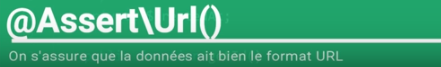 @Assert\Url()
On s'assure que la données ait bien le format URL